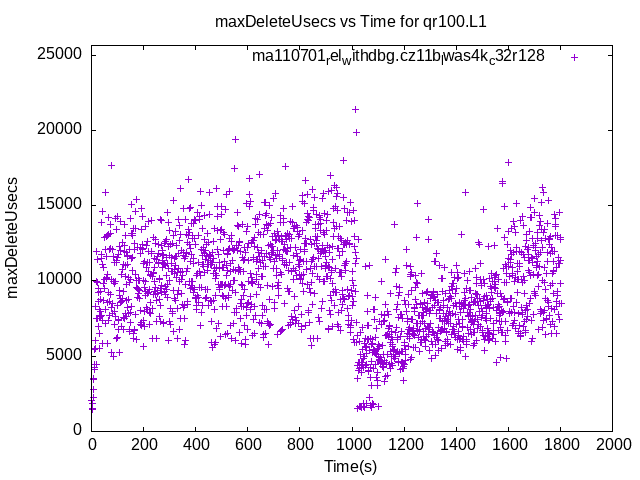 maxDeleteUsecs vs Time for qr100.L1
ma110701_rel_withdbg.cz11b_lwas4k_c32r128
25000
20000
15000
10000
5000
0
maxDeleteUsecs
0 200 400 600 800 1000 1200 1400 1600 1800 2000
Time(s)